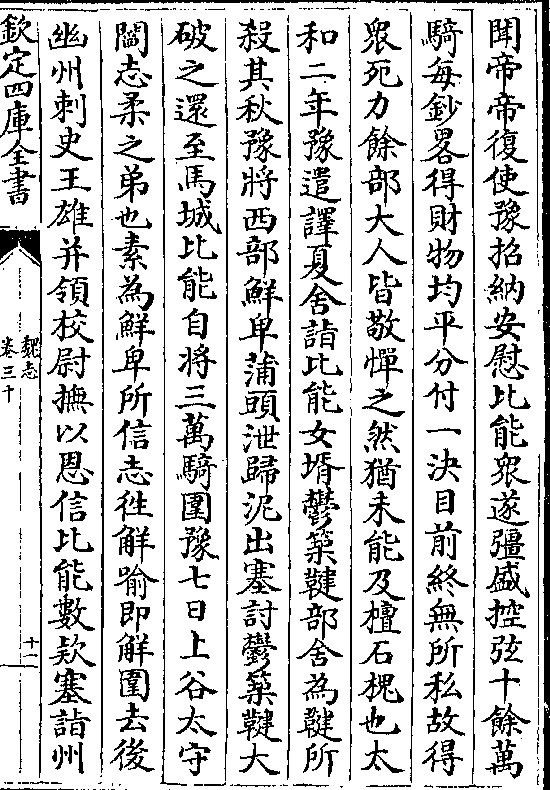 聞帝帝復使豫招納安慰比能衆遂彊盛控弦十餘萬
騎每鈔畧得財物均平分付一決目前終無所私故得
衆死力餘部大人皆敬憚之然猶未能及檀石槐也太
和二年豫遣譯夏舍詣比能女壻鬱築鞬部舍為鞬所
殺其秋豫將西部鮮卑蒲頭泄歸泥出塞討鬱築鞬大
破之還至馬城比能自將三萬騎圍豫七日上谷太守
閻志柔之弟也素為鮮卑所信志徃解喻即解圍去後
幽州刺史王雄并領校尉撫以恩信比能數欵塞詣州
欽定四庫全書
魏志
卷三十
十一